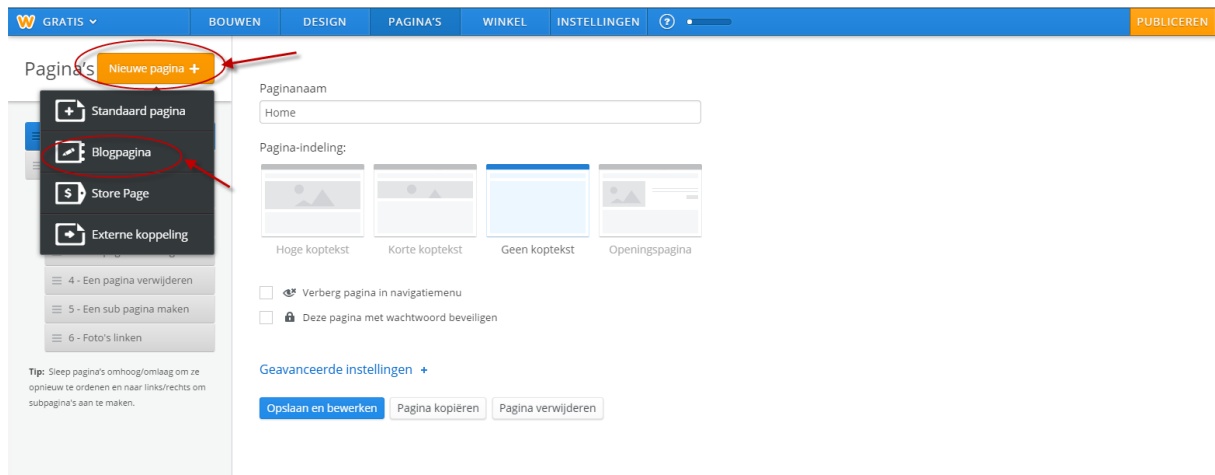 GRATIS
BOUWEN
DESIGN
PAGINA'S
WINKEL
INSTELLINGEN
?
PUBLICEREN
Pagina's
Nieuwe pagina +
Standaard pagina
Blogpagina
Store Page
Externe koppeling
4 - Een pagina verwijderen
5 - Een sub pagina maken
6 - Foto's linken
Tip: Sleep pagina's omhoog/omlaag om ze
opnieuw te ordenen en naar links/rechts om
subpagina's aan te maken.
Paginanaam
Home
Pagina-indeling:
Hoge koptekst
Korte koptekst
Geen koptekst
Openingspagina
Verberg pagina in navigatiemenu
Deze pagina met wachtwoord beveiligen
Geavanceerde instellingen +
Opslaan en bewerken
Pagina kopiëren
Pagina verwijderen